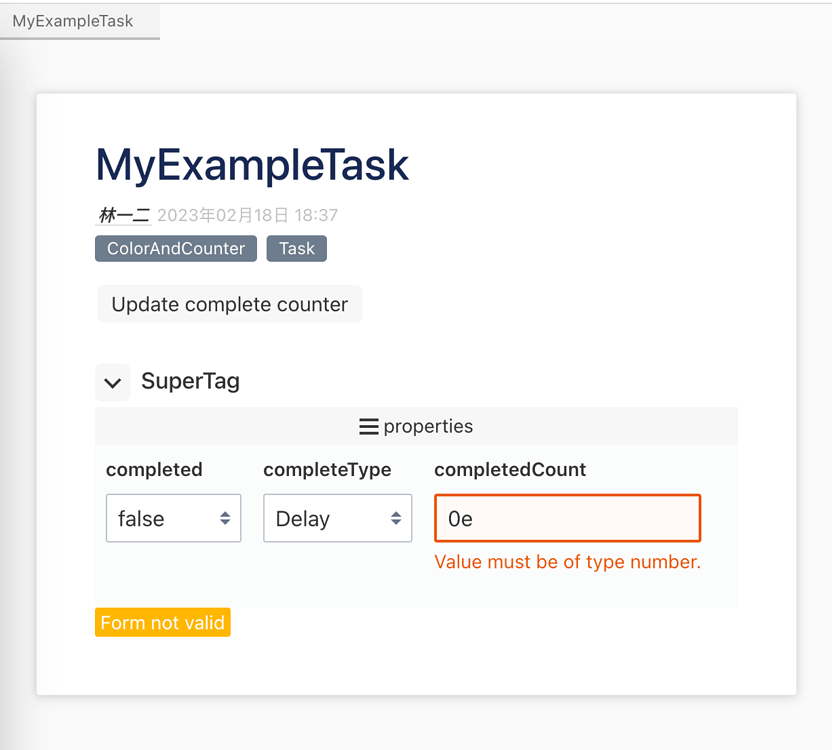 MyExampleTask
MyExampleTask
林一二 2023年02月18日 18:37
ColorAndCounter Task
Update complete counter
SuperTag
properties
completed completeType completedCount
false Delay 0e
Value must be of type number.
Form not valid